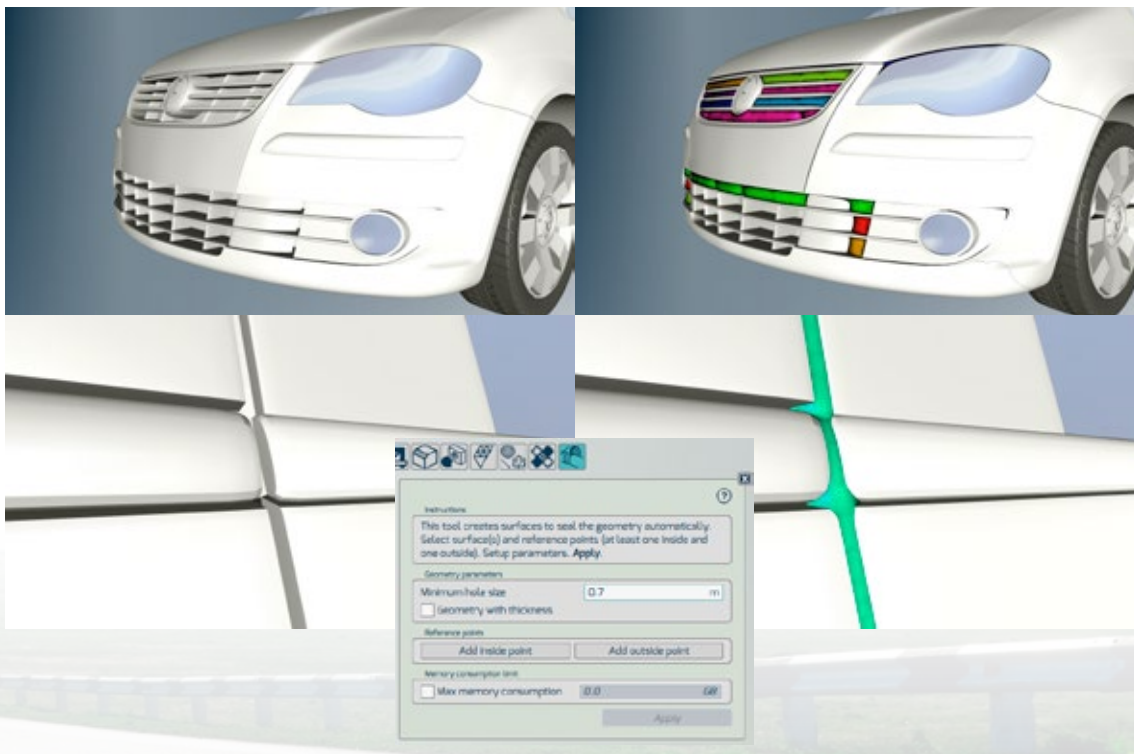 Instructions
This tool creates surfaces to seal the geometry automatically.
Select surface(s) and reference points (at least one inside and
one outside). Setup parameters. Apply.
Geometry parameters
Minimum hole size 0.7 m
Geometry with thickness
Reference points
Add inside point Add outside point
Memory consumption limit
Max memory consumption 0.0 GB
Apply